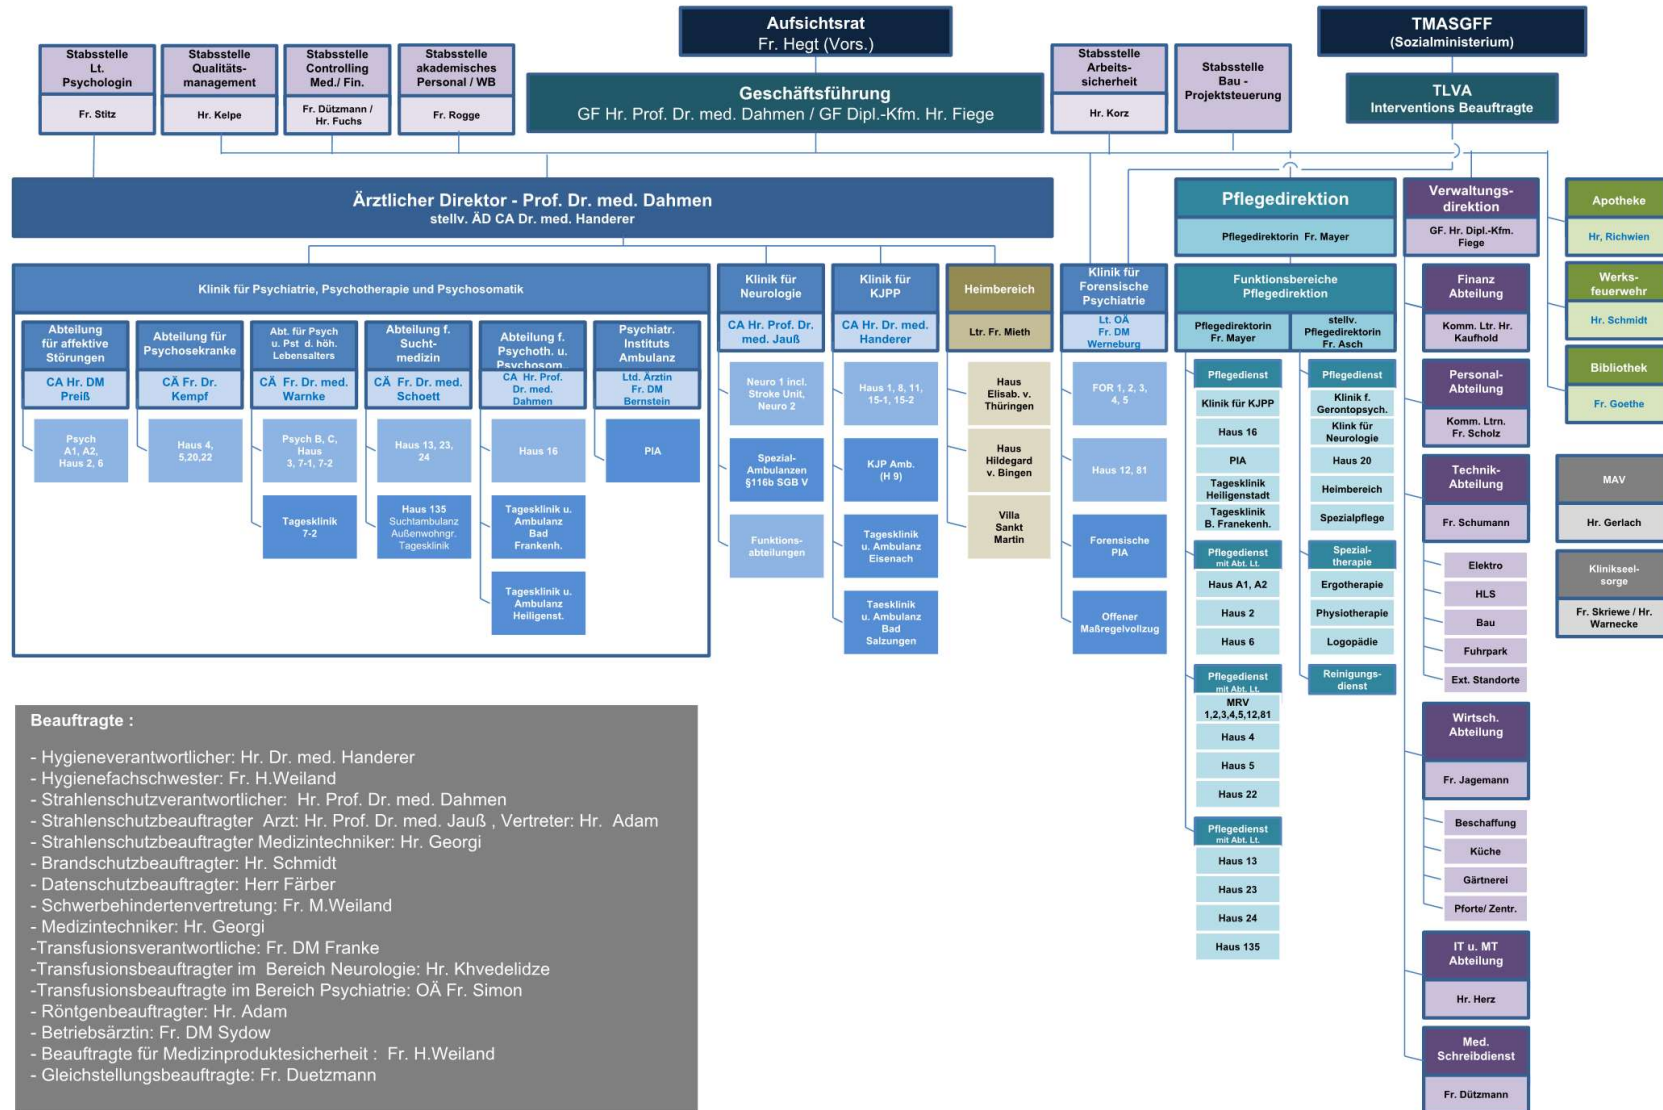 Aufsichtsrat
Fr. Hegt (Vors.)
TMASGFF
(Sozialministerium)
Stabsstelle
Lt.
Psychologin
Fr. Stitz
Stabsstelle
Qualitäts-
management
Hr. Kelpe
Stabsstelle
Controlling
Med./ Fin.
Fr. Dützmann /
Hr. Fuchs
Stabsstelle
akademisches
Personal / WB
Fr. Rogge
Geschäftsführung
GF Hr. Prof. Dr. med. Dahmen / GF Dipl.-Kfm. Hr. Fiege
Stabsstelle
Arbeits-
sicherheit
Hr. Korz
Stabsstelle
Bau -
Projektsteuerung
TLVA
Interventions Beauftragte
Ärztlicher Direktor - Prof. Dr. med. Dahmen
stellv. ÄD CA Dr. med. Handerer
Pflegedirektion
Pflegedirektorin Fr. Mayer
Verwaltungs-
direktion
GF. Hr. Dipl.-Kfm.
Fiege
Apotheke
Hr, Richwien
Werks-
feuerwehr
Hr. Schmidt
Bibliothek
Fr. Goethe
MAV
Hr. Gerlach
Klinikseel-
sorge
Fr. Skriewe / Hr.
Warnecke
Klinik für Psychiatrie, Psychotherapie und Psychosomatik
Abteilung
für affektive
Störungen
CA Hr. DM
Preiß
Psych
A1, A2,
Haus 2, 6
Abteilung für
Psychosekranke
CÄ Fr. Dr.
Kempf
Haus 4,
5,20,22
Abt. für Psych
u. Pst d. höh.
Lebensalters
CÄ Fr. Dr. med.
Warnke
Psych B, C,
Haus
3, 7-1, 7-2
Tagesklinik
7-2
Abteilung f.
Sucht-
medizin
CÄ Fr. Dr. med.
Schoett
Haus 13, 23,
24
Haus 135
Suchtambulanz
Außenwohngr.
Tagesklinik
Abteilung f.
Psychoth. u.
Psychosom..
CA Hr. Prof.
Dr. med.
Dahmen
Haus 16
Tagesklinik u.
Ambulanz
Bad
Frankenh.
Tagesklinik u.
Ambulanz
Heiligenst.
Psychiatr.
Instituts
Ambulanz
Ltd. Ärztin
Fr. DM
Bernstein
PIA
Klinik für
Neurologie
CA Hr. Prof. Dr.
med. Jauß
Neuro 1 incl.
Stroke Unit,
Neuro 2
Spezial-
Ambulanzen
§116b SGB V
Funktions-
abteilungen
Klinik für
KJPP
CA Hr. Dr. med.
Handerer
Haus 1, 8, 11,
15-1, 15-2
KJP Amb.
(H 9)
Tagesklinik
u. Ambulanz
Eisenach
Taesklinik
u. Ambulanz
Bad
Salzungen
Heimbereich
Ltr. Fr. Mieth
Haus
Elisab. v.
Thüringen
Haus
Hildegard
v. Bingen
Villa
Sankt
Martin
Klinik für
Forensische
Psychiatrie
Lt. OÄ
Fr. DM
Werneburg
FOR 1, 2, 3,
4, 5
Haus 12, 81
Forensische
PIA
Offener
Maßregelvollzug
Funktionsbereiche
Pflegedirektion
Pflegedirektorin
Fr. Mayer
Pflegedienst
Klinik für KJPP
Haus 16
PIA
Tagesklinik
Heiligenstadt
Tagesklinik
B. Franekenh.
Pflegedienst
mit Abt. Lt.
Haus A1, A2
Haus 2
Haus 6
Pflegedienst
mit Abt. Lt.
MRV
1,2,3,4,5,12,81
Haus 4
Haus 5
Haus 22
Pflegedienst
mit Abt. Lt.
Haus 13
Haus 23
Haus 24
Haus 135
stellv.
Pflegedirektorin
Fr. Asch
Pflegedienst
Klinik f.
Gerontopsych.
Klink für
Neurologie
Haus 20
Heimbereich
Spezialpflege
Spezial-
therapie
Ergotherapie
Physiotherapie
Logopädie
Reinigungs-
dienst
Finanz
Abteilung
Komm. Ltr. Hr.
Kaufhold
Personal-
Abteilung
Komm. Ltrn.
Fr. Scholz
Technik-
Abteilung
Fr. Schumann
Elektro
HLS
Bau
Fuhrpark
Ext. Standorte
Wirtsch.
Abteilung
Fr. Jagemann
Beschaffung
Küche
Gärtnerei
Pforte/ Zentr.
IT u. MT
Abteilung
Hr. Herz
Med.
Schreibdienst
Fr. Dützmann
Beauftragte :
- Hygieneverantwortlicher: Hr. Dr. med. Handerer
- Hygienefachschwester: Fr. H.Weiland
- Strahlenschutzverantwortlicher: Hr. Prof. Dr. med. Dahmen
- Strahlenschutzbeauftragter Arzt: Hr. Prof. Dr. med. Jauß , Vertreter: Hr. Adam
- Strahlenschutzbeauftragter Medizintechniker: Hr. Georgi
- Brandschutzbeauftragter: Hr. Schmidt
- Datenschutzbeauftragter: Herr Färber
- Schwerbehindertenvertretung: Fr. M.Weiland
- Medizintechniker: Hr. Georgi
-Transfusionsverantwortliche: Fr. DM Franke
-Transfusionsbeauftragter im Bereich Neurologie: Hr. Khvedelidze
-Transfusionsbeauftragte im Bereich Psychiatrie: OÄ Fr. Simon
- Röntgenbeauftragter: Hr. Adam
- Betriebsärztin: Fr. DM Sydow
- Beauftragte für Medizinproduktesicherheit : Fr. H.Weiland
- Gleichstellungsbeauftragte: Fr. Duetzmann